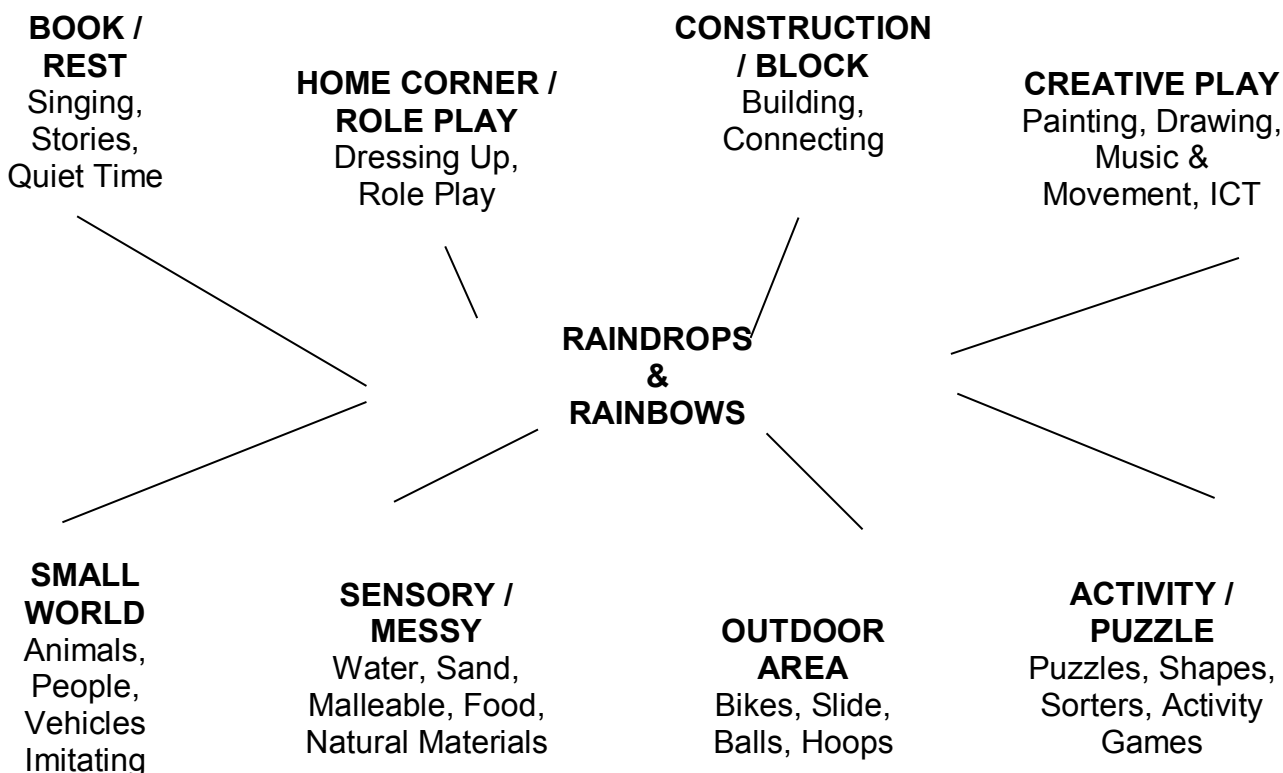 BOOK /
REST
Singing,
Stories,
Quiet Time
HOME CORNER /
ROLE PLAY
Dressing Up,
Role Play
CONSTRUCTION
/ BLOCK
Building,
Connecting
CREATIVE PLAY
Painting, Drawing,
Music &
Movement, ICT
RAINDROPS
&
RAINBOWS
SMALL
WORLD
Animals,
People,
Vehicles
Imitating
SENSORY /
MESSY
Water, Sand,
Malleable, Food,
Natural Materials
OUTDOOR
AREA
Bikes, Slide,
Balls, Hoops
ACTIVITY /
PUZZLE
Puzzles, Shapes,
Sorters, Activity
Games